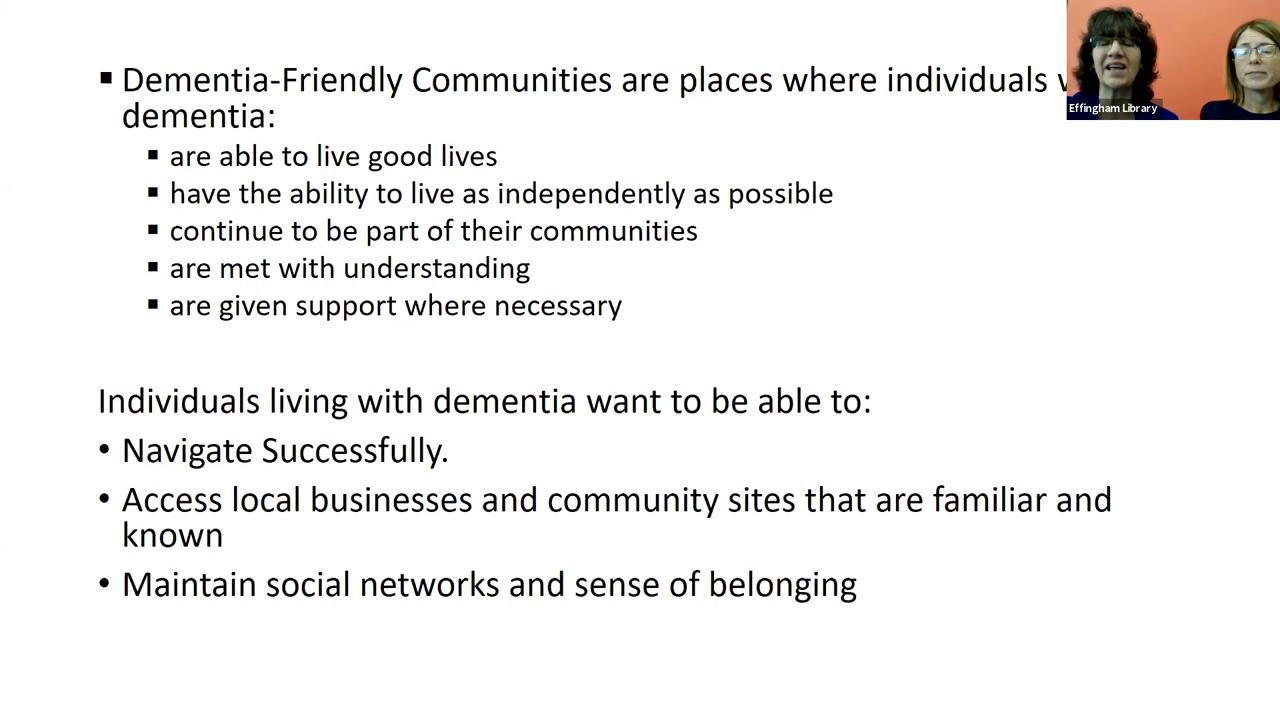 ▪ Dementia-Friendly Communities are places where individuals
dementia:
▪ are able to live good lives
▪ have the ability to live as independently as possible
▪ continue to be part of their communities
▪ are met with understanding
▪ are given support where necessary
Individuals living with dementia want to be able to:
• Navigate Successfully.
• Access local businesses and community sites that are familiar and
known
• Maintain social networks and sense of belonging
Effingham Library